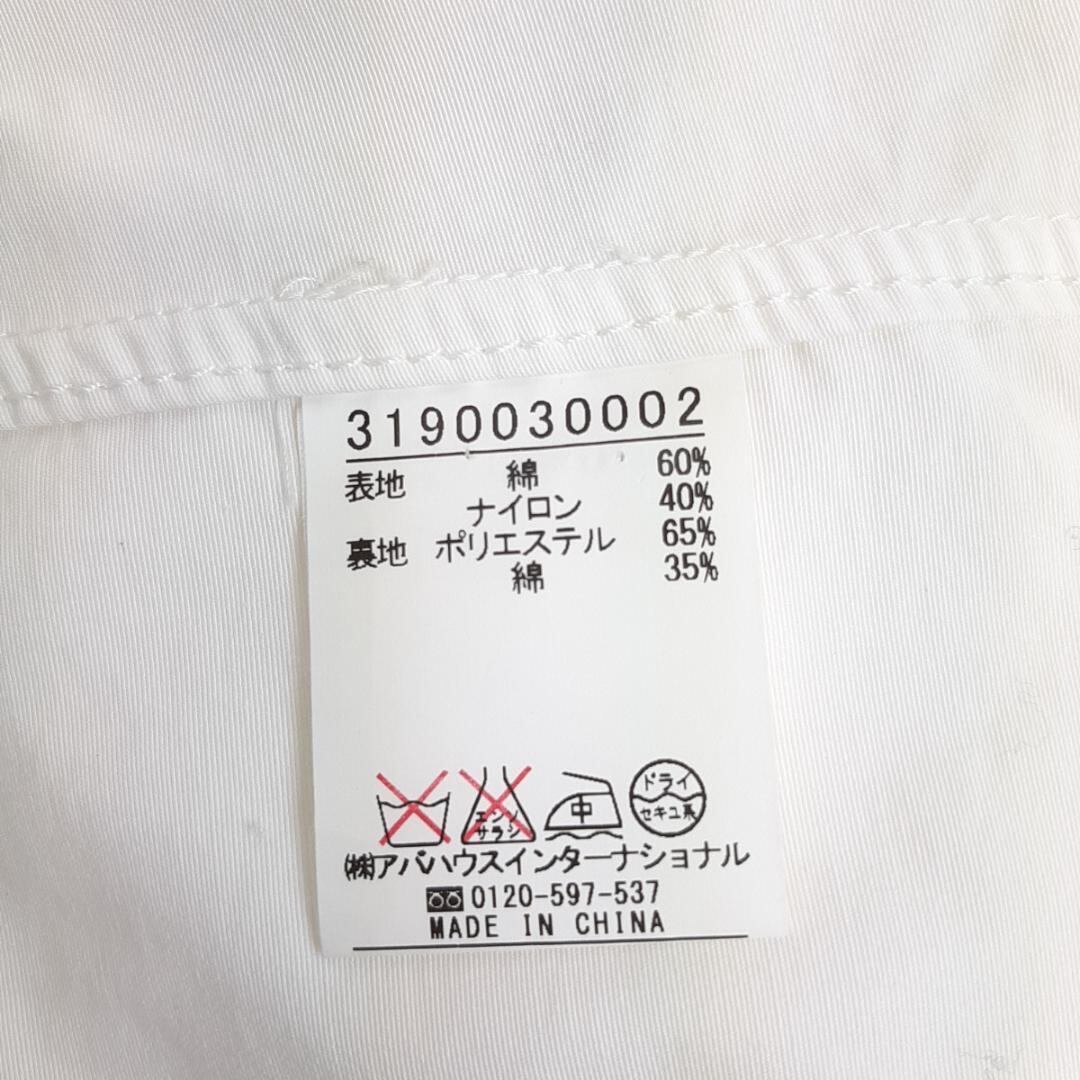 3190030002
表地 綿 60%
ナイロン 40%
裏地 ポリエステル 65%
綿 35%
エンソ
サラシ
中
ドライ
セキユ系
㈱アバハウスインターナショナル
0120-597-537
MADE IN CHINA